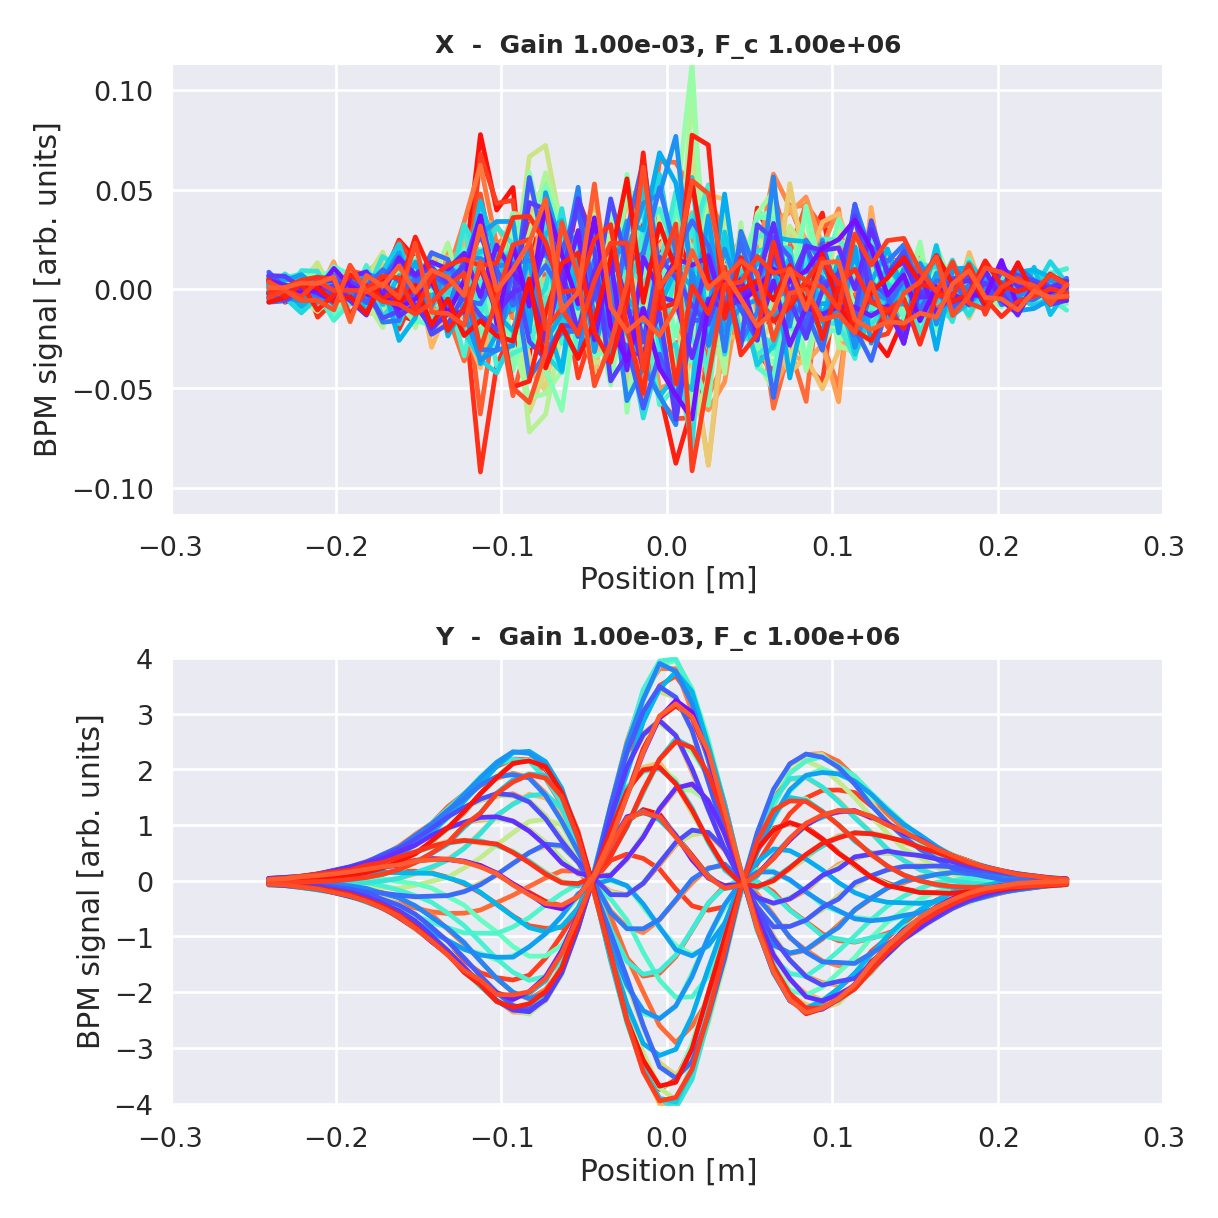 X - Gain 1.00e-03, F_c 1.00e+06
BPM signal [arb. units]
0.10
0.05
0.00
−0.05
−0.10
−0.3 −0.2 −0.1 0.0 0.1 0.2 0.3
Position [m]
Y - Gain 1.00e-03, F_c 1.00e+06
BPM signal [arb. units]
4
3
2
1
0
−1
−2
−3
−4
−0.3 −0.2 −0.1 0.0 0.1 0.2 0.3
Position [m]